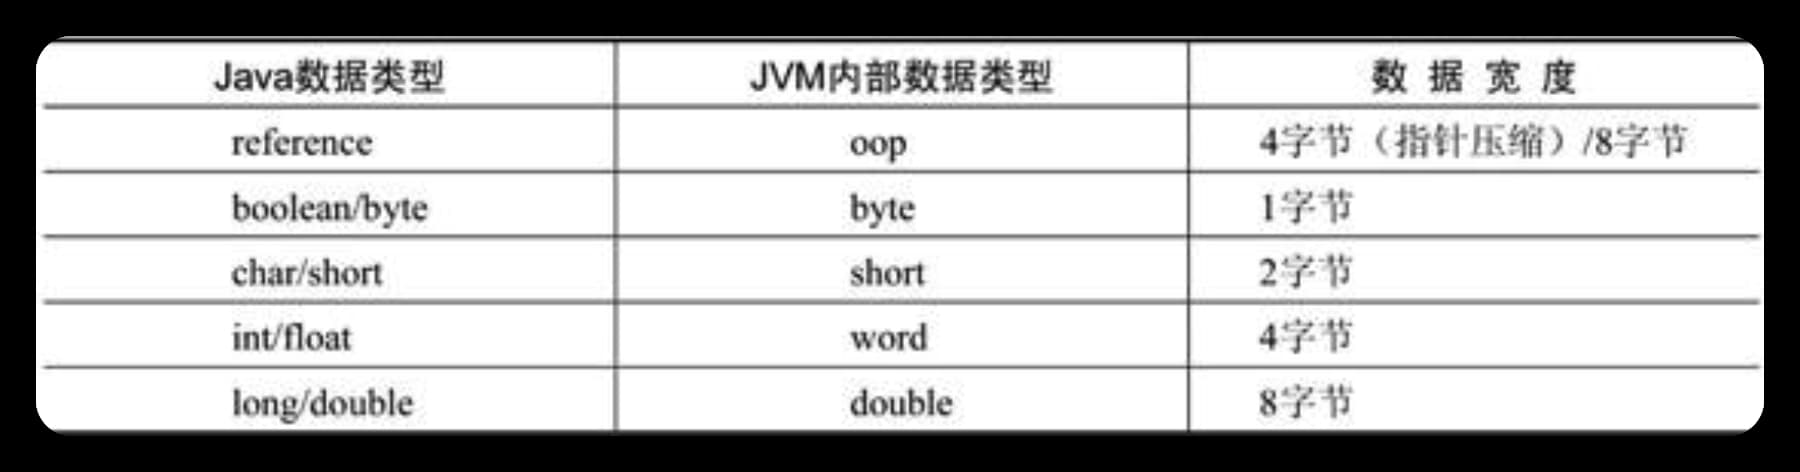 Java数据类型 JVM内部数据类型 数据宽度
reference oop 4字节（指针压缩）/8字节
boolean/byte byte 1字节
char/short short 2字节
int/float word 4字节
long/double double 8字节